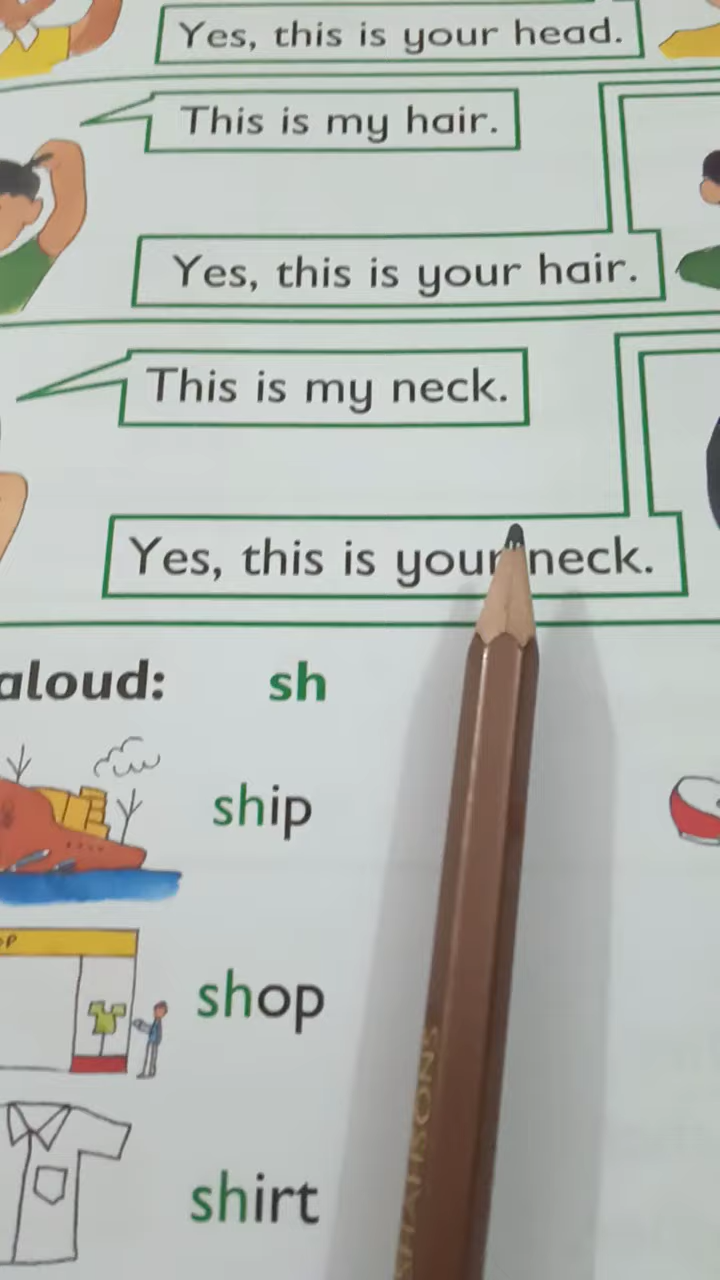 Yes, this is your head.
This is my hair.
Yes, this is your hair.
This is my neck.
Yes, this is your neck.
aloud: sh
ship
P
shop
shirt
SHAHSONS